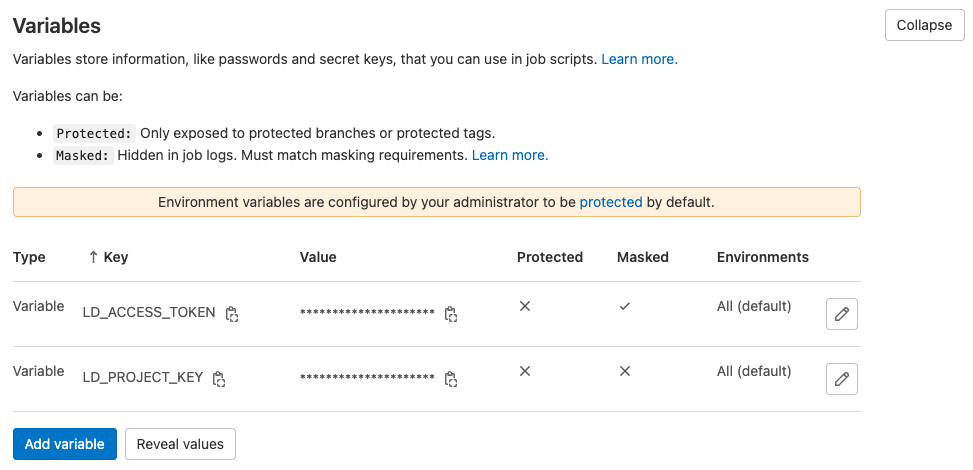 Variables
Collapse
Variables store information, like passwords and secret keys, that you can use in job scripts. Learn more.
Variables can be:
• Protected: Only exposed to protected branches or protected tags.
• Masked: Hidden in job logs. Must match masking requirements. Learn more.
Environment variables are configured by your administrator to be protected by default.
Type ↑ Key Value Protected Masked Environments
Variable LD_ACCESS_TOKEN ********************* ✕ ✓ All (default)
Variable LD_PROJECT_KEY ********************* ✕ ✕ All (default)
Add variable Reveal values